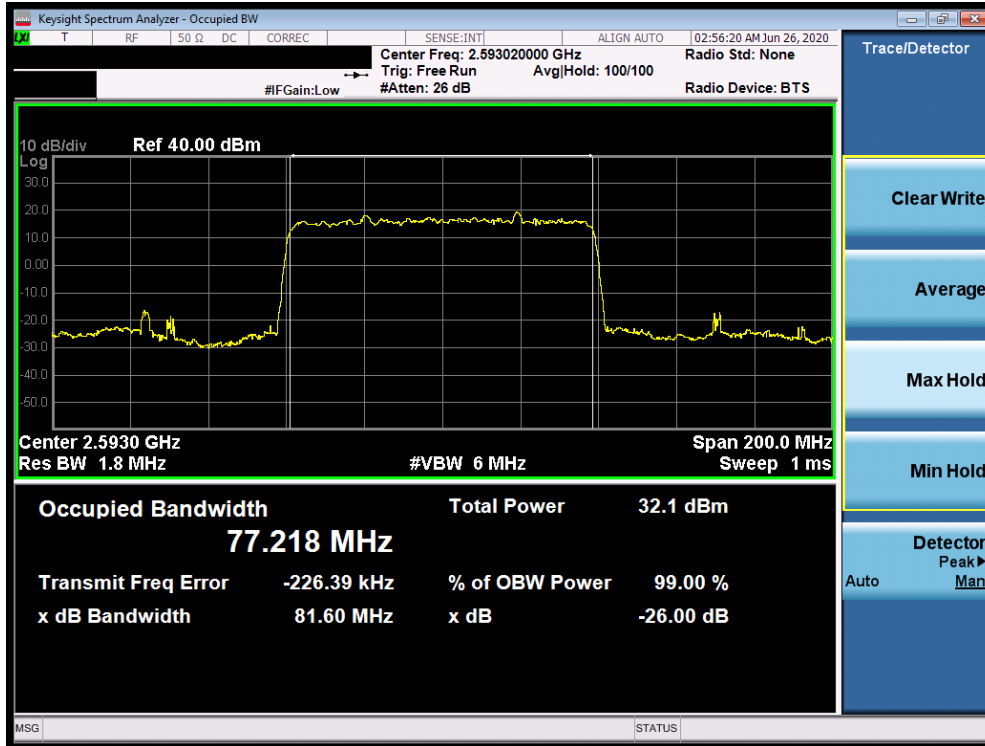 Keysight Spectrum Analyzer - Occupied BW
LXI T RF 50 Ω DC CORREC SENSE:INT ALIGN AUTO 02:56:20 AM Jun 26, 2020
Center Freq: 2.593020000 GHz Radio Std: None
Trig: Free Run Avg|Hold: 100/100
#IFGain:Low #Atten: 26 dB Radio Device: BTS
10 dB/div Ref 40.00 dBm
Log
30.0
20.0
10.0
0.00
-10.0
-20.0
-30.0
-40.0
-50.0
Center 2.5930 GHz Span 200.0 MHz
Res BW 1.8 MHz #VBW 6 MHz Sweep 1 ms
Occupied Bandwidth Total Power 32.1 dBm
77.218 MHz
Transmit Freq Error -226.39 kHz % of OBW Power 99.00 %
x dB Bandwidth 81.60 MHz x dB -26.00 dB
MSG STATUS
Trace/Detector
Clear Write
Average
Max Hold
Min Hold
Detector
Peak▶
Auto Man